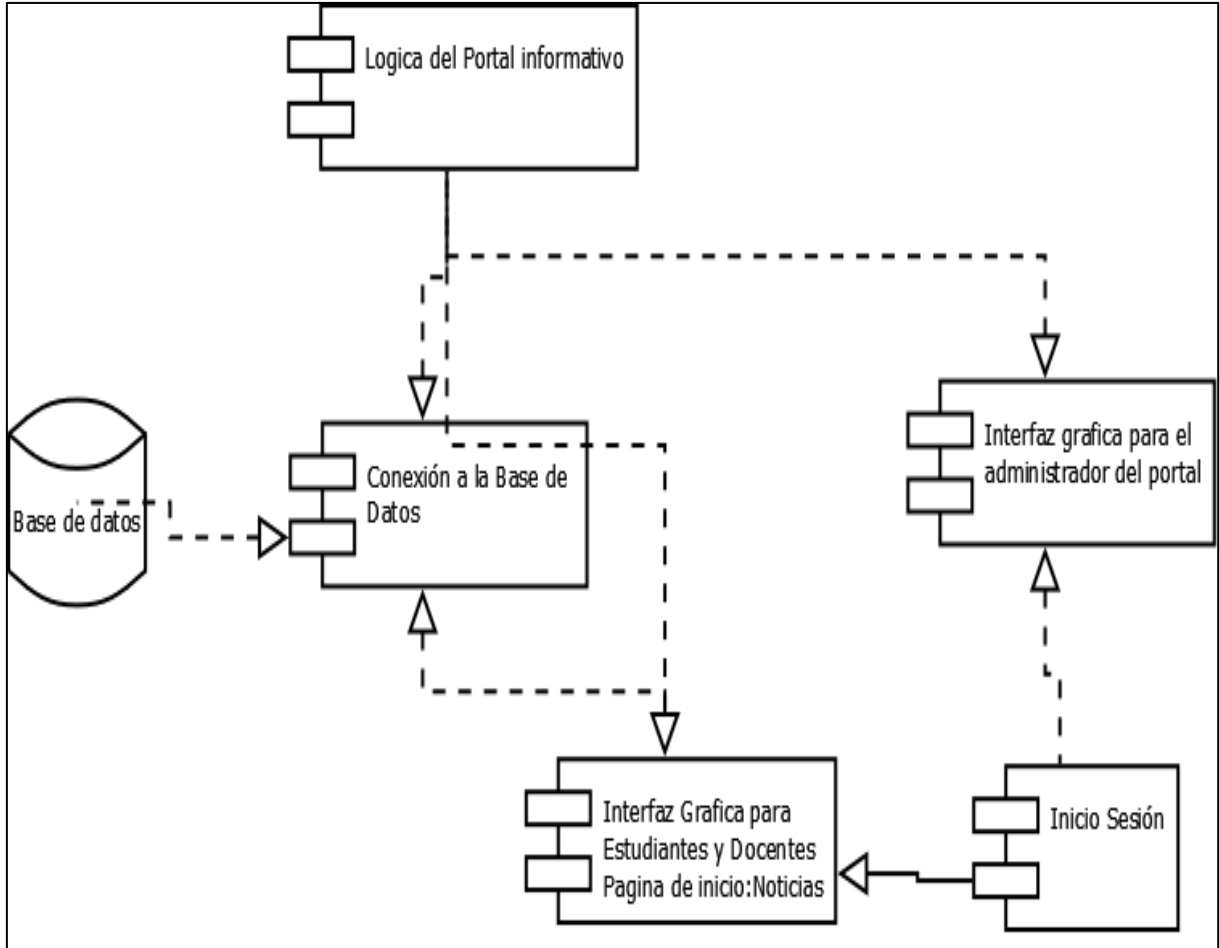 Logica del Portal informativo
Conexión a la Base de
Datos
Interfaz grafica para el
administrador del portal
Base de datos
Interfaz Grafica para
Estudiantes y Docentes
Pagina de inicio:Noticias
Inicio Sesión